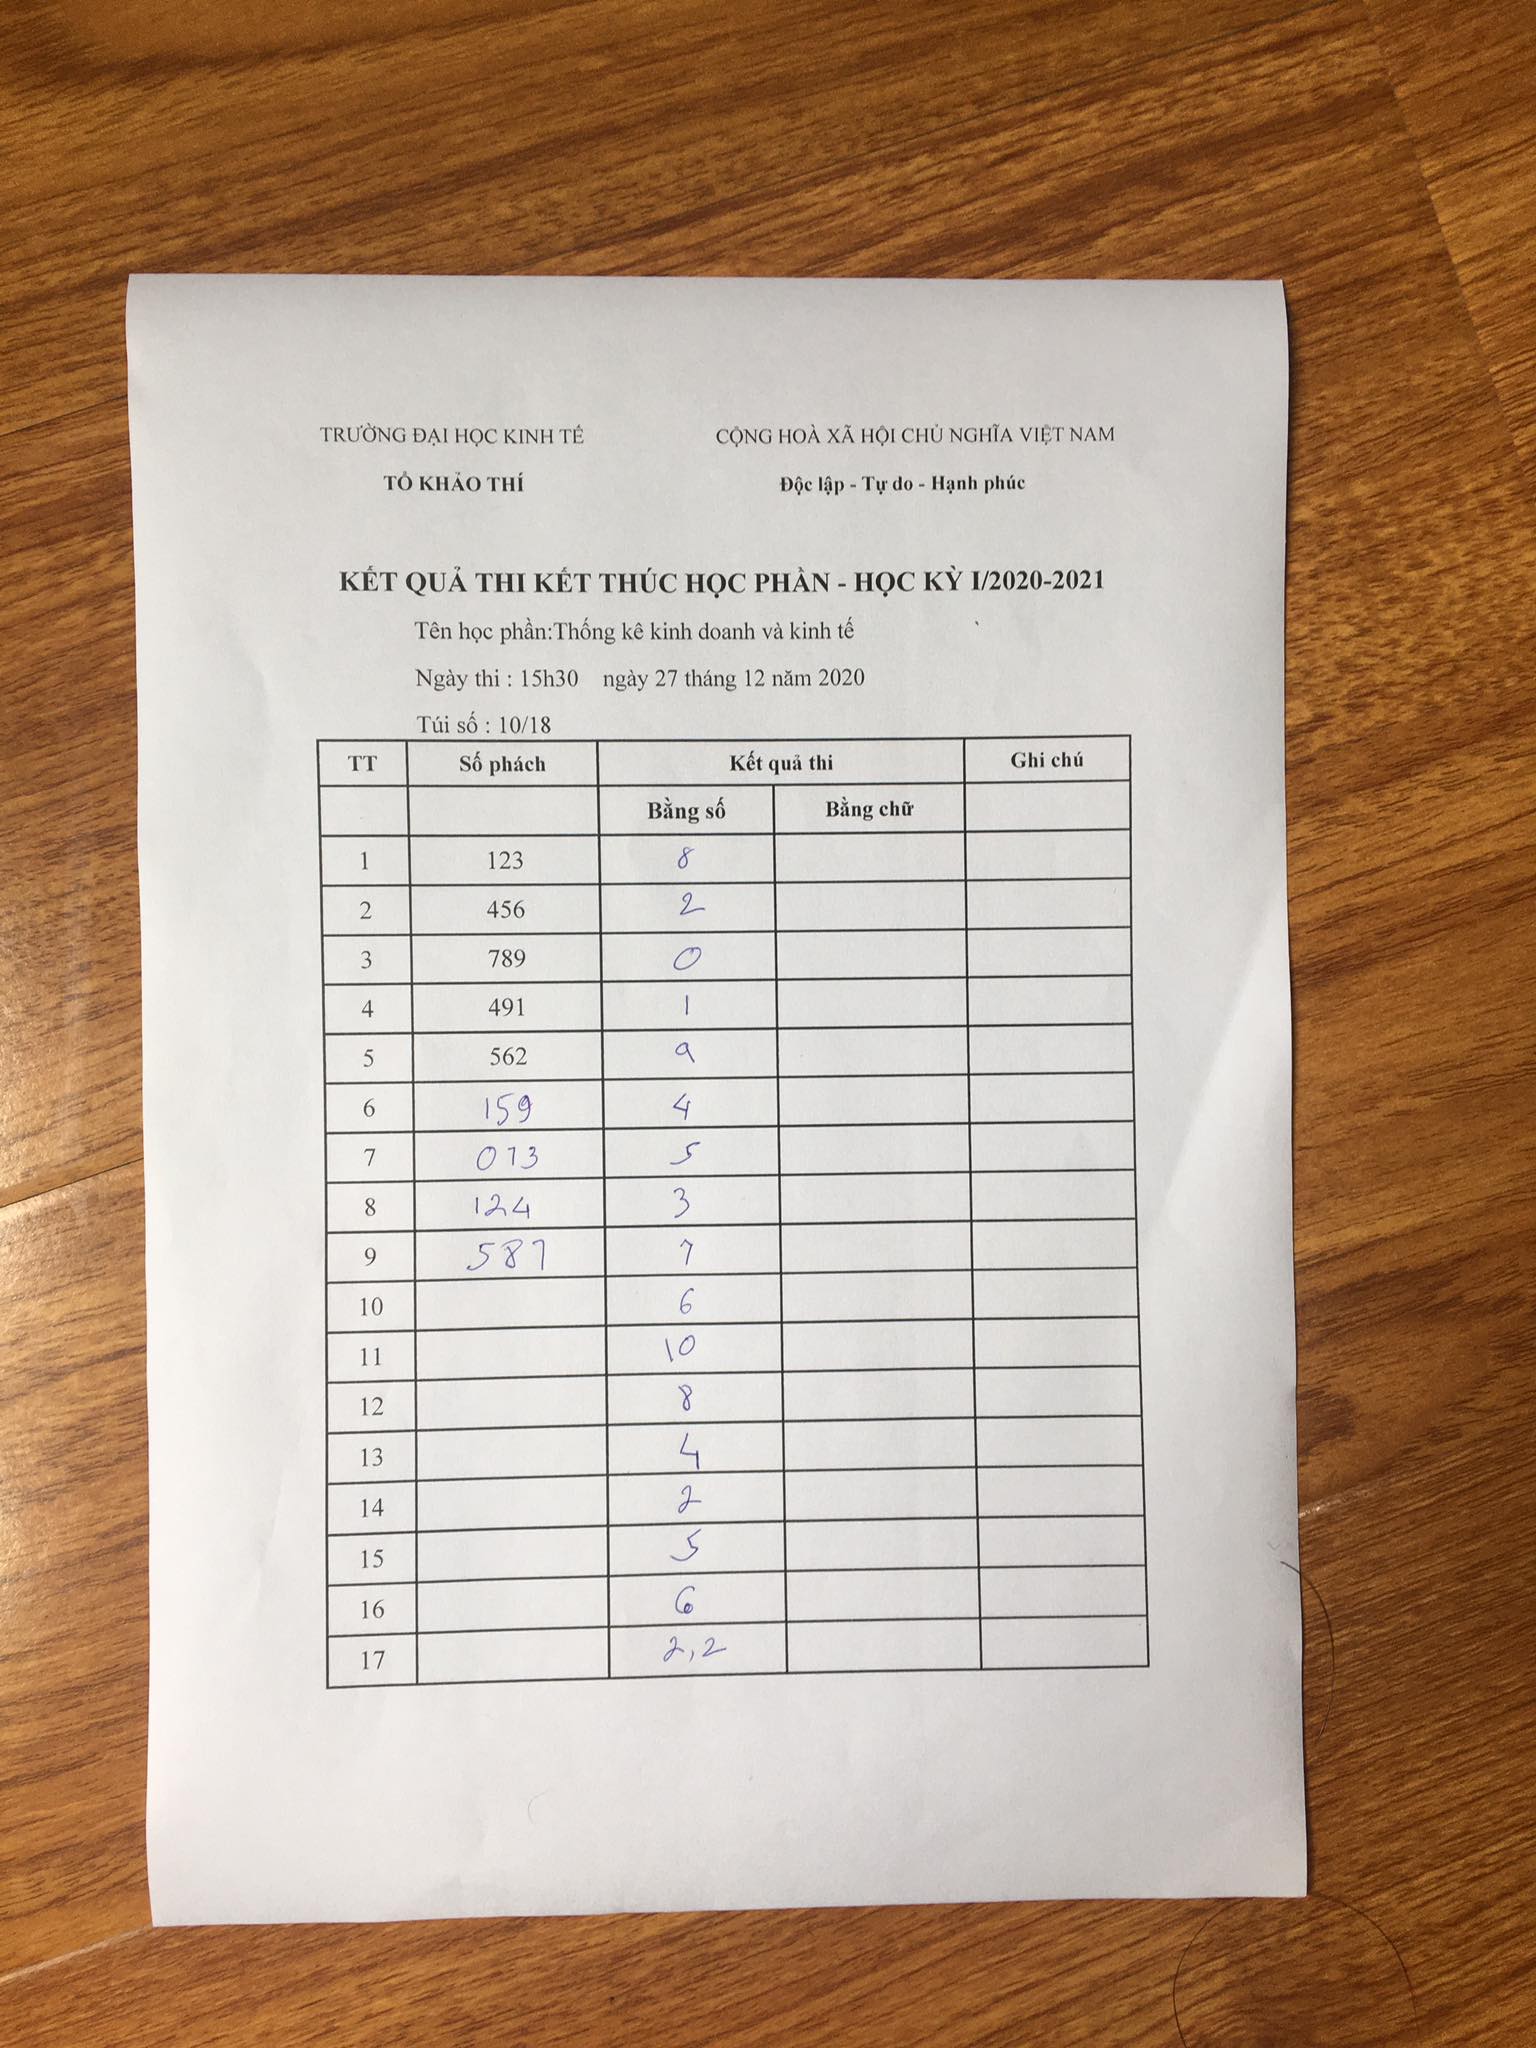 TRƯỜNG ĐẠI HỌC KINH TẾ CỘNG HOÀ XÃ HỘI CHỦ NGHĨA VIỆT NAM
TỔ KHẢO THÍ Độc lập - Tự do - Hạnh phúc
KẾT QUẢ THI KẾT THÚC HỌC PHẦN - HỌC KỲ I/2020-2021
Tên học phần:Thống kê kinh doanh và kinh tế
Ngày thi : 15h30 ngày 27 tháng 12 năm 2020
Túi số : 10/18
TT Số phách Kết quả thi Ghi chú
Bằng số Bằng chữ
1 123 8
2 456 2
3 789 0
4 491 1
5 562 9
6 159 4
7 073 5
8 124 3
9 587 7
10 6
11 10
12 8
13 4
14 2
15 5
16 6
17 2,2